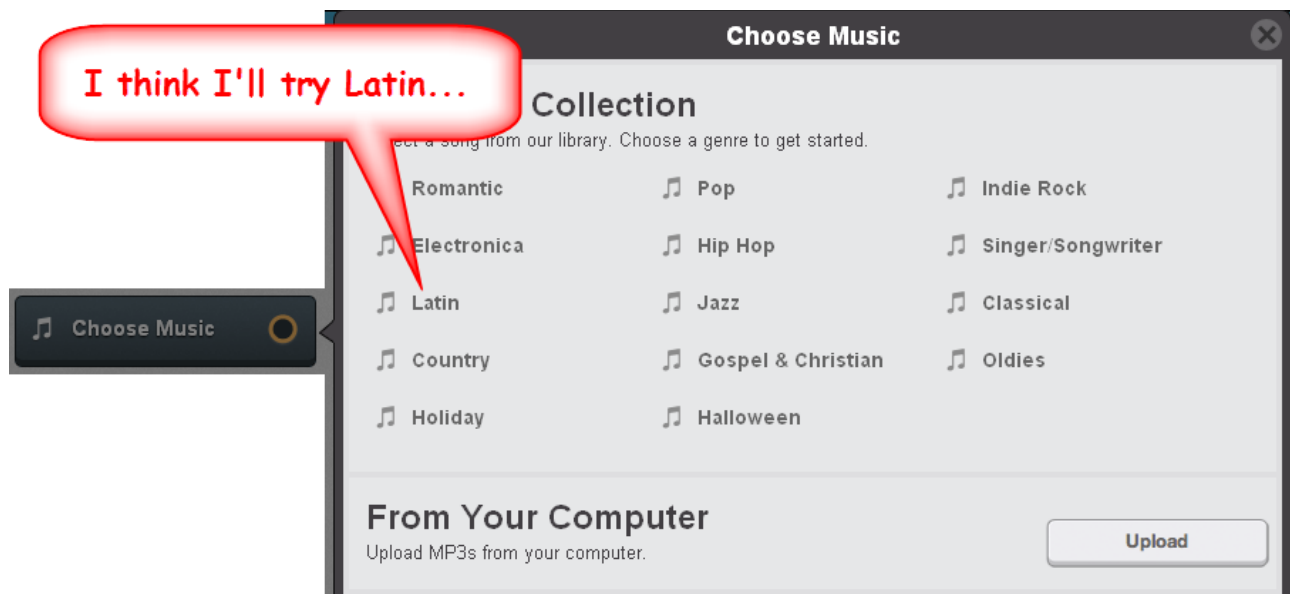 Choose Music
I think I'll try Latin...
Collection
a song from our library. Choose a genre to get started.
Romantic
Pop
Indie Rock
Electronica
Hip Hop
Singer/Songwriter
Latin
Jazz
Classical
Choose Music
Country
Gospel & Christian
Oldies
Holiday
Halloween
From Your Computer
Upload MP3s from your computer.
Upload